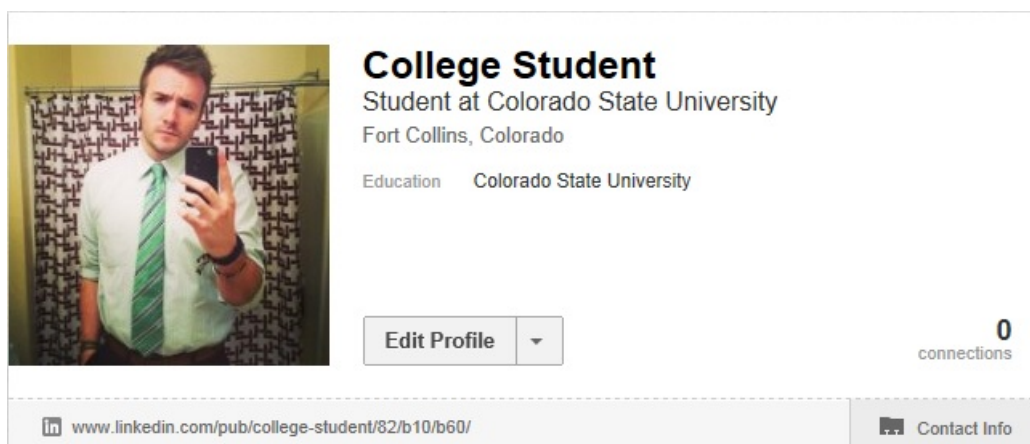 College Student
Student at Colorado State University
Fort Collins, Colorado
Education Colorado State University
Edit Profile
0
connections
in www.linkedin.com/pub/college-student/82/b10/b60/
Contact Info